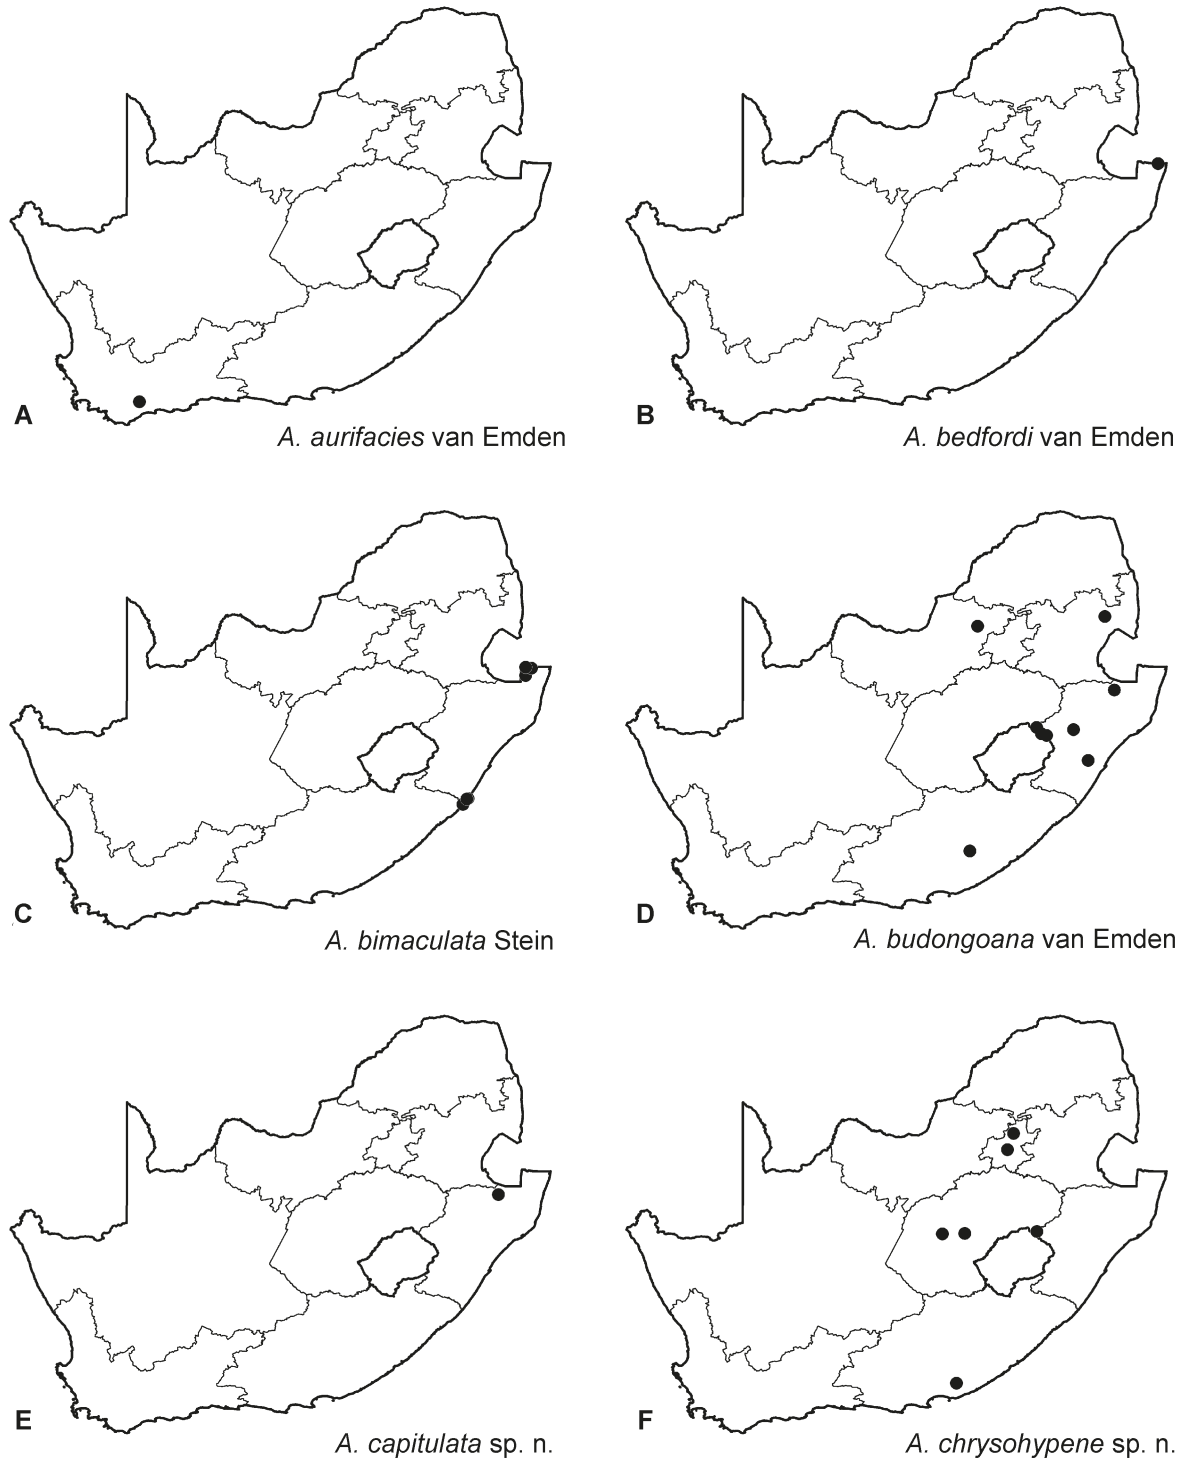 A
A. aurifacies van Emden
B
A. bedfordi van Emden
C
A. bimaculata Stein
D
A. budongoana van Emden
E
A. capitulata sp. n.
F
A. chrysohypene sp. n.